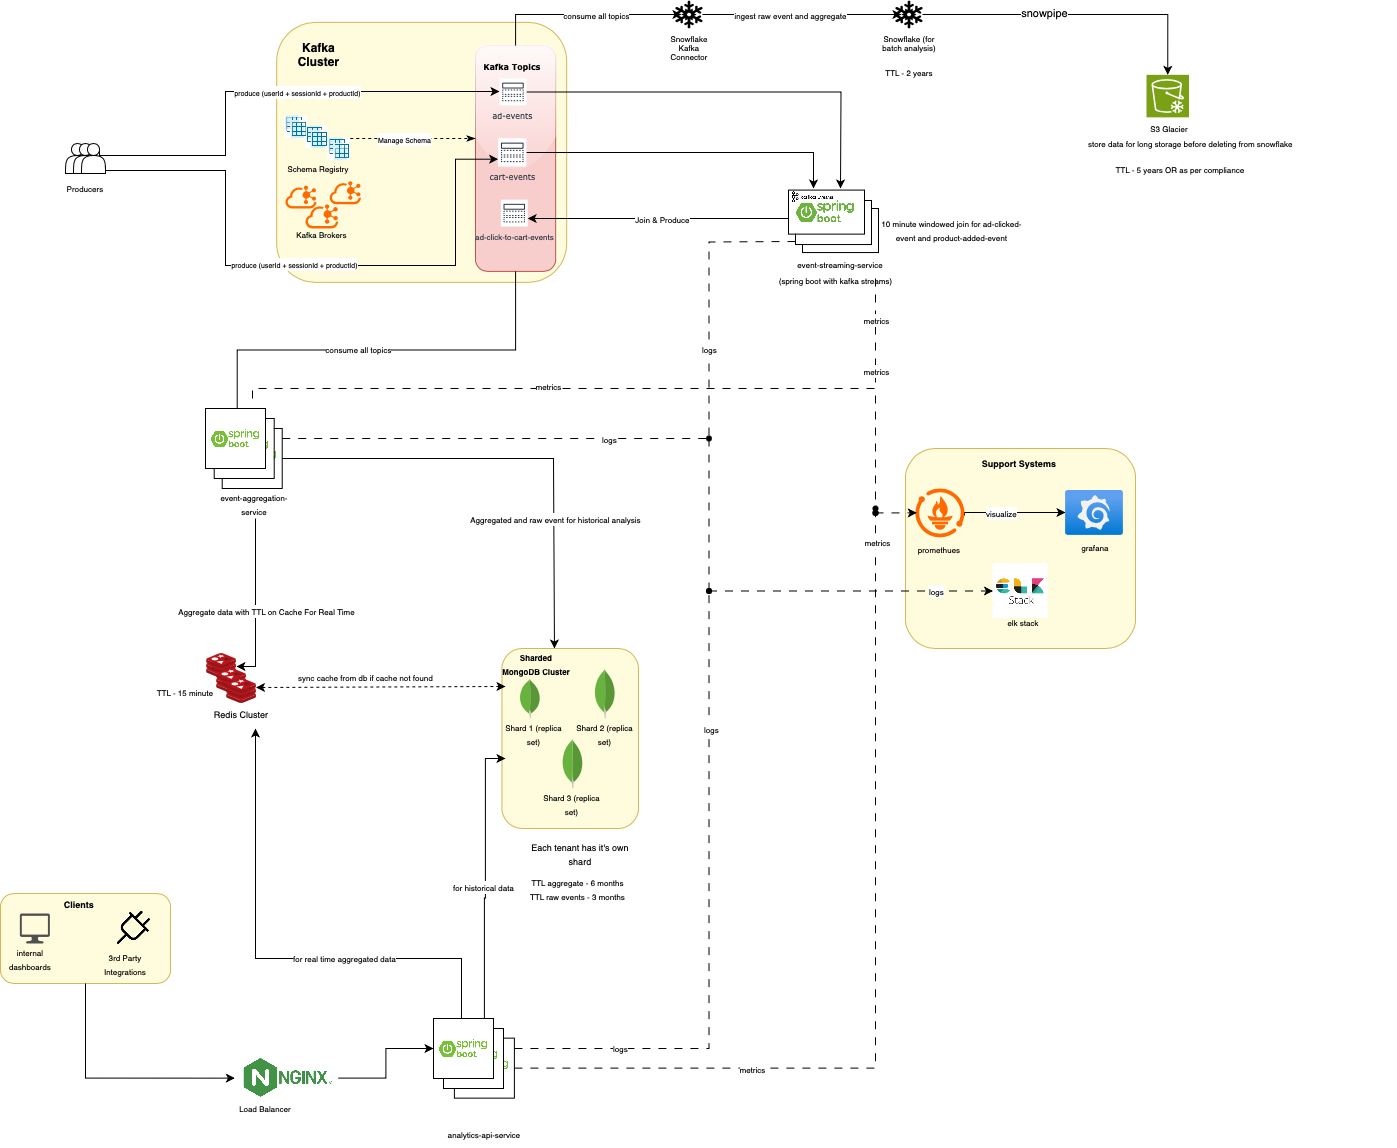 consume all topics
ingest raw event and aggregate
snowpipe
Snowflake
Kafka
Connector
Snowflake (for
batch analysis)
TTL - 2 years
Kafka
Cluster
Kafka Topics
produce (userId + sessionId + productId)
ad-events
Manage Schema
Schema Registry
cart-events
Kafka Brokers
ad-click-to-cart-events
produce (userId + sessionId + productId)
Producers
S3 Glacier
store data for long storage before deleting from snowflake
TTL - 5 years OR as per compliance
spring
boot
Join & Produce
10 minute windowed join for ad-clicked-
event and product-added-event
event-streaming-service
(spring boot with kafka streams)
metrics
logs
consume all topics
metrics
metrics
spring
boot
logs
event-aggregation-
service
Aggregated and raw event for historical analysis
Support Systems
visualize
promethues
grafana
metrics
logs
Stack
elk stack
Aggregate data with TTL on Cache For Real Time
TTL - 15 minute
Redis Cluster
sync cache from db if cache not found
Sharded
MongoDB Cluster
Shard 1 (replica
set)
Shard 2 (replica
set)
Shard 3 (replica
set)
logs
Each tenant has it's own
shard
TTL aggregate - 6 months
TTL raw events - 3 months
for historical data
Clients
internal
dashboards
3rd Party
Integrations
for real time aggregated data
spring
boot
logs
metrics
NGINX
Load Balancer
analytics-api-service